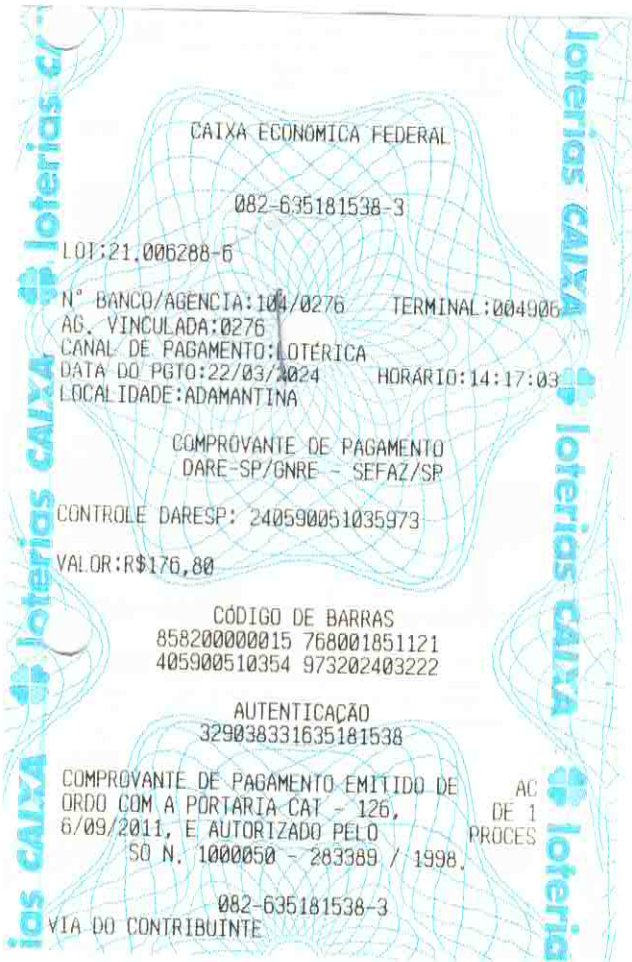 CAIXA ECONOMICA FEDERAL
082-635181538-3
LOT:21.006288-6
N° BANCO/AGENCIA:104/0276 TERMINAL:004906
AG. VINCULADA:0276
CANAL DE PAGAMENTO:LOTÉRICA
DATA DO PGTO:22/03/2024 HORÁRIO:14:17:03
LOCALIDADE:ADAMANTINA
COMPROVANTE DE PAGAMENTO
DARE-SP/GNRE - SEFAZ/SP
CONTROLE DARESP: 240590051035973
VALOR:R$176,80
CÓDIGO DE BARRAS
858200000015 768001851121
405900510354 973202403222
AUTENTICAÇÃO
329038331635181538
COMPROVANTE DE PAGAMENTO EMITIDO DE AC
ORDO COM A PORTARIA CAT - 126, DE 1
6/09/2011, E AUTORIZADO PELO PROCES
SO N. 1000050 - 283389 / 1998.
082-635181538-3
VIA DO CONTRIBUINTE
loterias CAIXA
loterias CAIXA
loterias CAIXA
loterias CAIXA